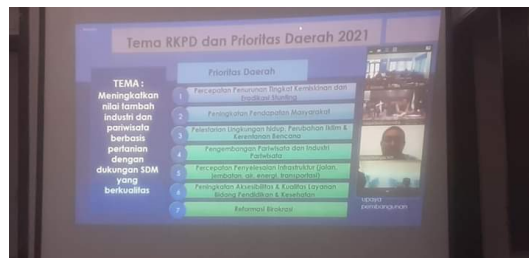 Tema RKPD dan Prioritas Daerah 2021
TEMA :
Meningkatkan
nilai tambah
industri dan
pariwisata
berbasis
pertanian
dengan
dukungan SDM
yang
berkualitas
Prioritas Daerah
1 Percepatan Penurunan Tingkat Kemiskinan dan
Eradikasi Stunting
2 Peningkatan Pendapatan Masyarakat
3 Pelestarian Lingkungan hidup, Perubahan Iklim &
Kerentanan Bencana
4 Pengembangan Pariwisata dan Industri
Pariwisata
5 Percepatan Penyelesaian Infrastruktur (jalan,
jembatan, air, energi, transportasi)
6 Peningkatan Aksesibilitas & Kualitas Layanan
Bidang Pendidikan & Kesehatan
7 Reformasi Birokrasi
upaya
pembangunan